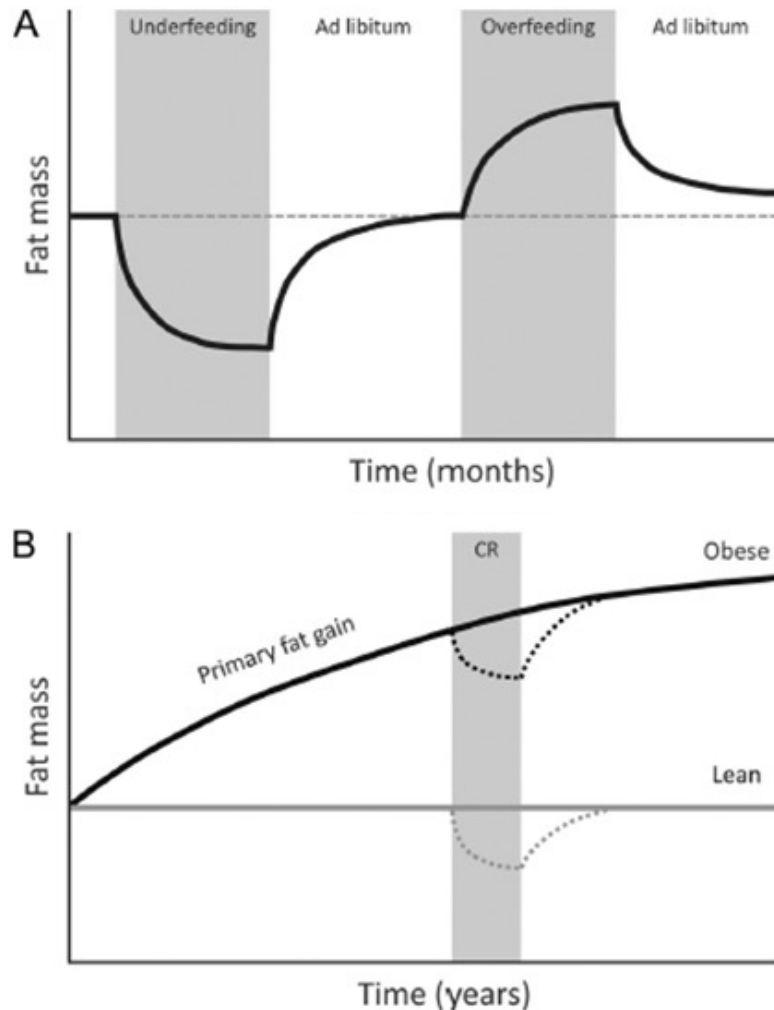 A
Underfeeding Ad libitum Overfeeding Ad libitum
Fat mass
Time (months)
B
CR Obese
Primary fat gain
Fat mass
Lean
Time (years)